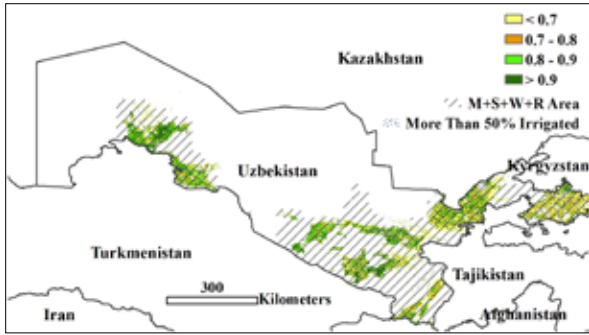 < 0.7
0.7 - 0.8
0.8 - 0.9
> 0.9
Kazakhstan
M+S+W+R Area
More Than 50% Irrigated
Kyrgyzstan
Uzbekistan
Turkmenistan
Tajikistan
300
Kilometers
Iran
Afghanistan